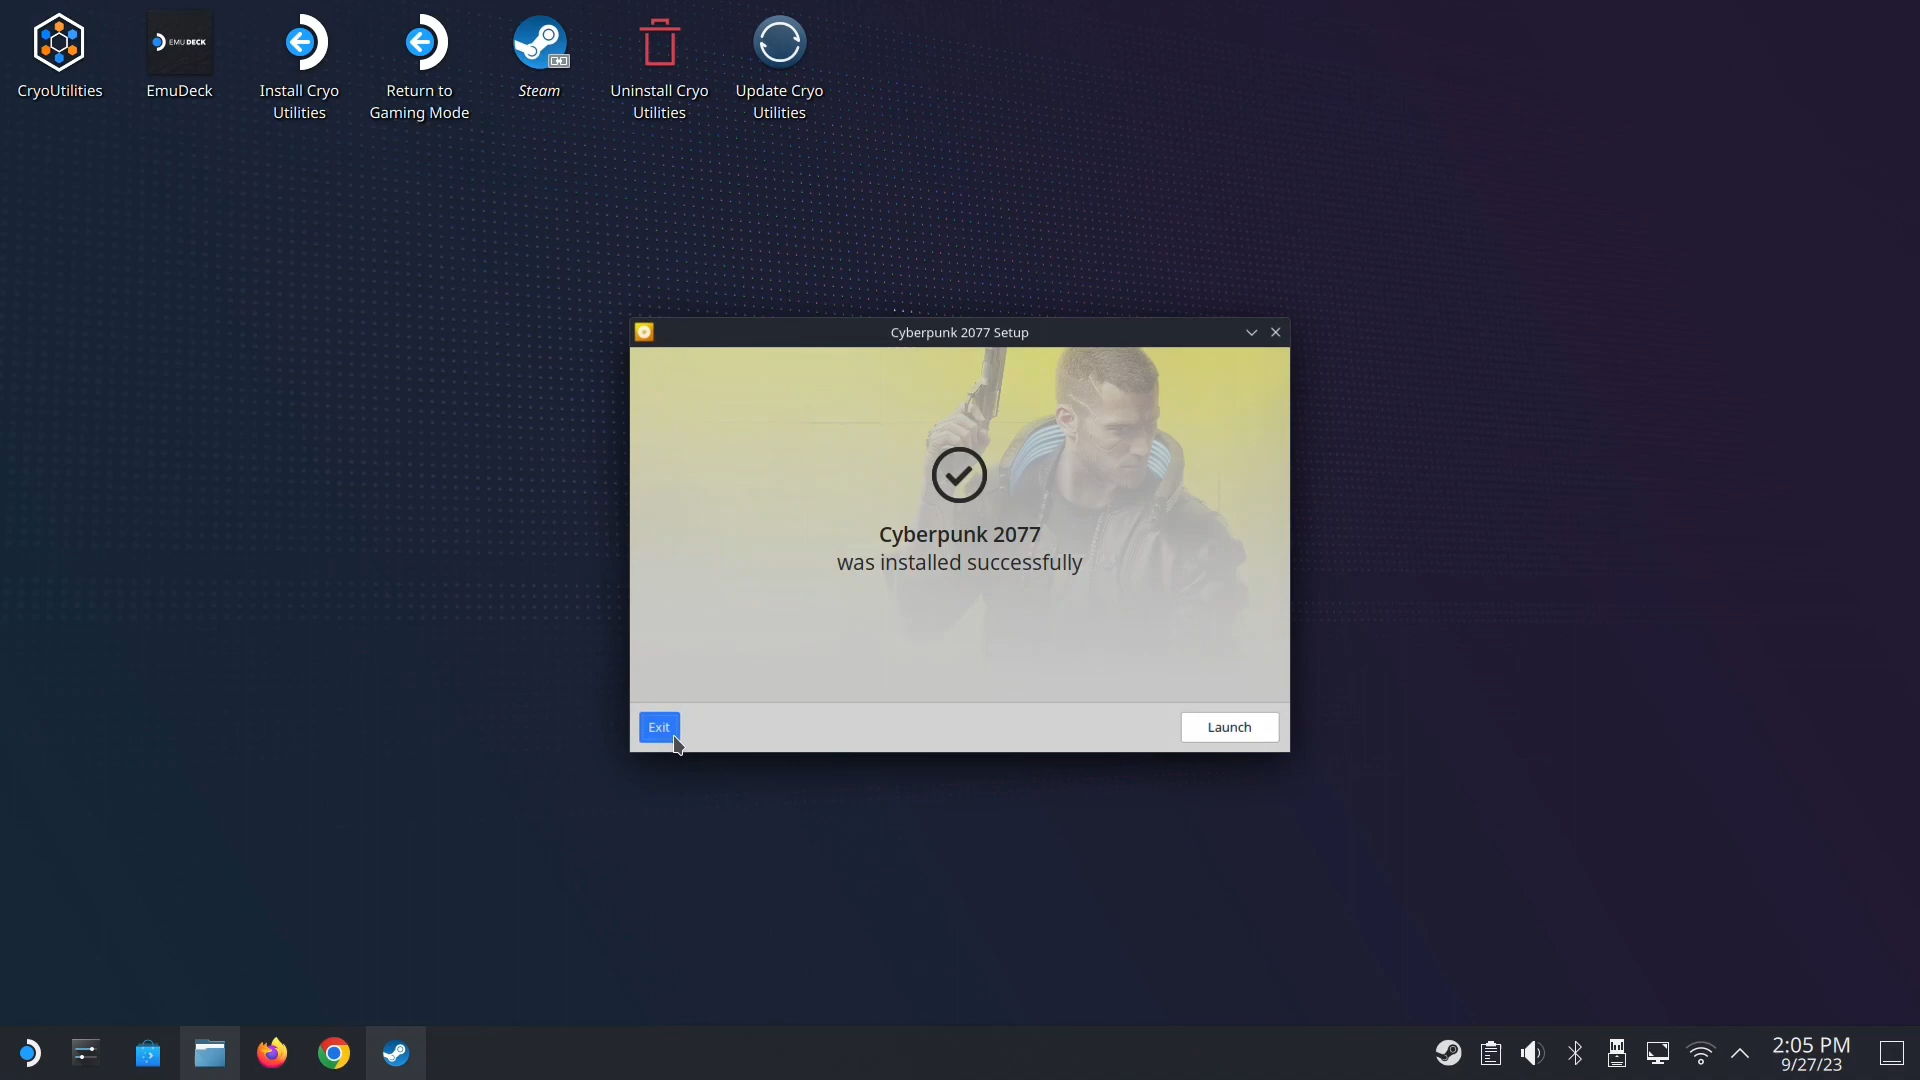 CryoUtilities
EMUDECK
EmuDeck
Install Cryo
Utilities
Return to
Gaming Mode
Steam
Uninstall Cryo
Utilities
Update Cryo
Utilities
Cyberpunk 2077 Setup
Cyberpunk 2077
was installed successfully
Exit
Launch
2:05 PM
9/27/23